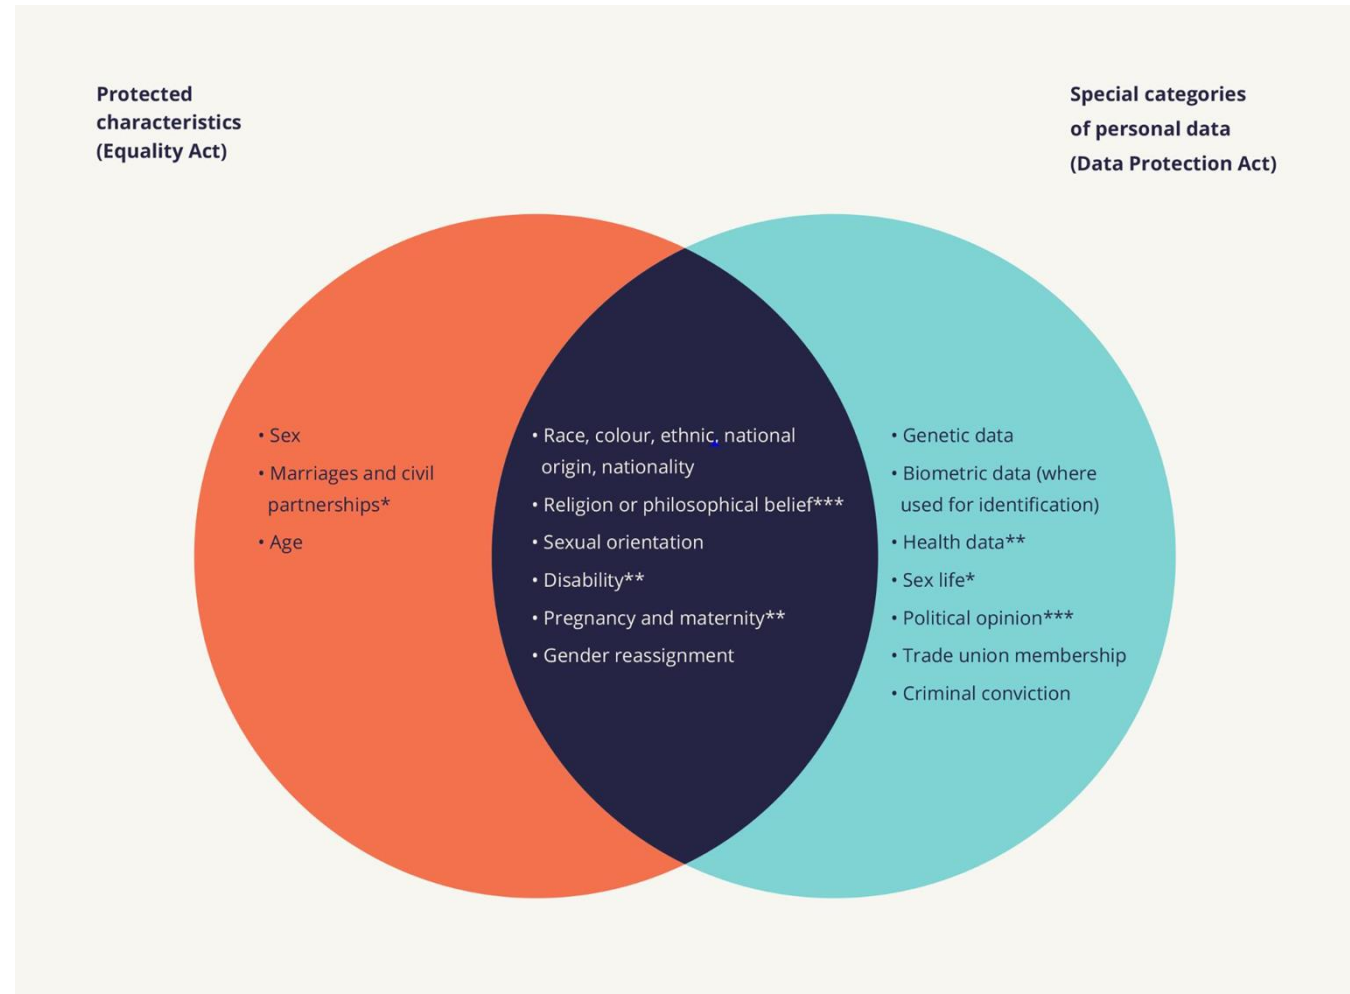 Protected
characteristics
(Equality Act)
Special categories
of personal data
(Data Protection Act)
• Sex
• Marriages and civil
partnerships*
• Age
• Race, colour, ethnic, national
origin, nationality
• Religion or philosophical belief***
• Sexual orientation
• Disability**
• Pregnancy and maternity**
• Gender reassignment
• Genetic data
• Biometric data (where
used for identification)
• Health data**
• Sex life*
• Political opinion***
• Trade union membership
• Criminal conviction